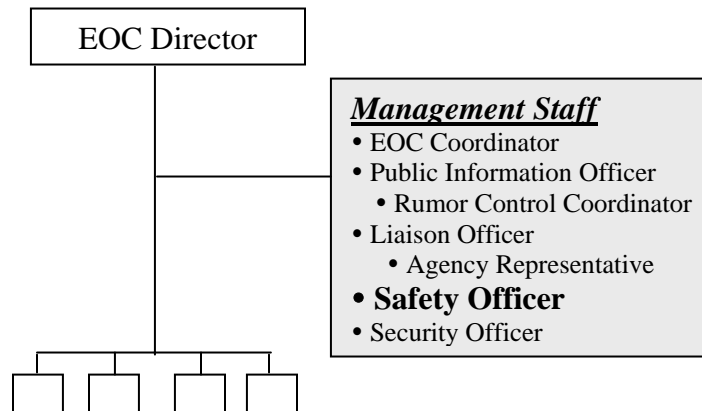 EOC Director
Management Staff
• EOC Coordinator
• Public Information Officer
• Rumor Control Coordinator
• Liaison Officer
• Agency Representative
• Safety Officer
• Security Officer